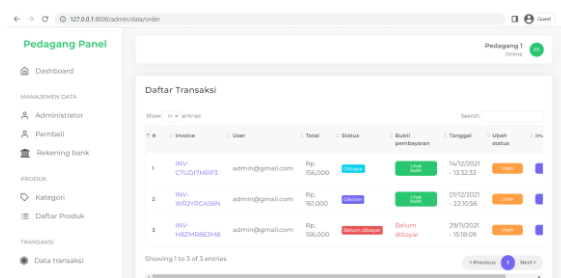 127.0.0.1:8000/admin/data/order
Guest
Pedagang Panel
Pedagang 1
Online
PE
Dashboard
MANAJEMEN DATA
Administrator
Pembeli
Rekening bank
PRODUK
Kategori
Daftar Produk
TRANSAKSI
Data transaksi
Daftar Transaksi
Show 10 entries
Search:
# Invoice User Total Status Bukti pembayaran Tanggal Ubah status Inv
1 INV-C7UDI7MRP3 admin@gmail.com Rp. 156,000 Dibayar Lihat bukti 14/12/2021 - 13:32:33 Ubah
2 INV-WR2YRCAS6N admin@gmail.com Rp. 161,000 Dikirim Lihat bukti 01/12/2021 - 22:10:56 Ubah
3 INV-H8ZMR863M8 admin@gmail.com Rp. 156,000 Belum dibayar Belum dibayar 29/11/2021 - 15:18:09 Ubah
Showing 1 to 3 of 3 entries
‹ Previous 1 Next ›